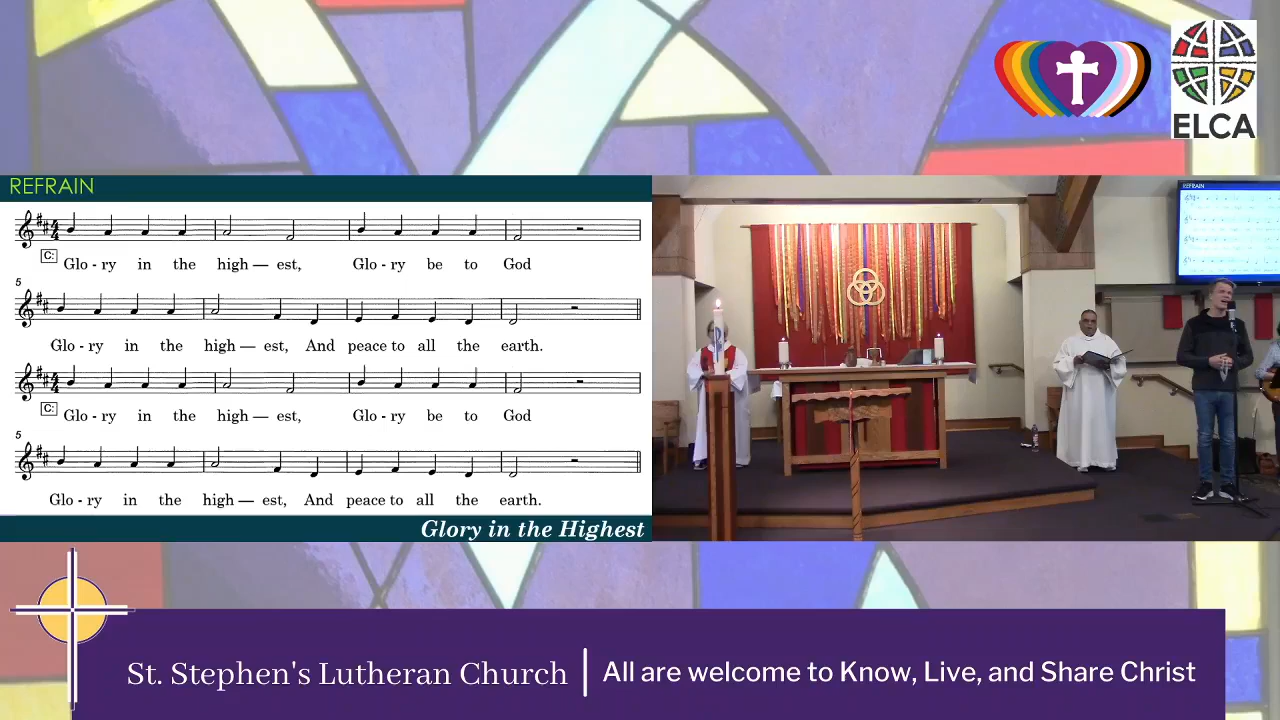 ELCA
REFRAIN
C: Glo - ry in the high — est, Glo - ry be to God
5
Glo - ry in the high — est, And peace to all the earth.
C: Glo - ry in the high — est, Glo - ry be to God
5
Glo - ry in the high — est, And peace to all the earth.
Glory in the Highest
REFRAIN
St. Stephen's Lutheran Church | All are welcome to Know, Live, and Share Christ